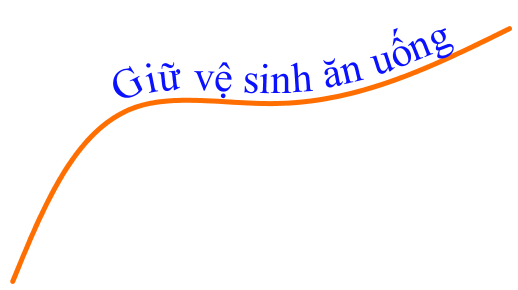 Giữ vệ sinh ăn uống